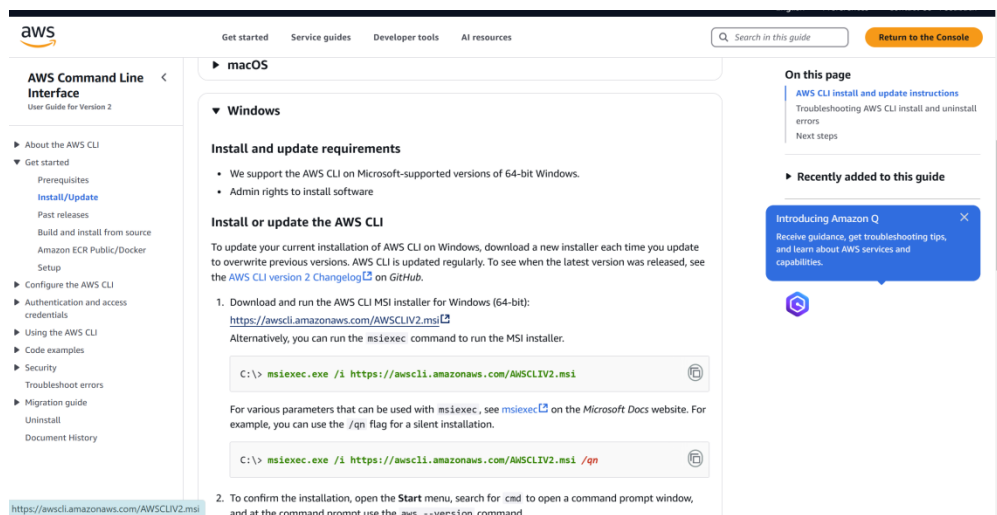 aws
Get started
Service guides
Developer tools
AI resources
Search in this guide
Return to the Console
AWS Command Line
Interface
User Guide for Version 2
About the AWS CLI
Get started
Prerequisites
Install/Update
Past releases
Build and install from source
Amazon ECR Public/Docker
Setup
Configure the AWS CLI
Authentication and access
credentials
Using the AWS CLI
Code examples
Security
Troubleshoot errors
Migration guide
Uninstall
Document History
macOS
Windows
Install and update requirements
• We support the AWS CLI on Microsoft-supported versions of 64-bit Windows.
• Admin rights to install software
Install or update the AWS CLI
To update your current installation of AWS CLI on Windows, download a new installer each time you update
to overwrite previous versions. AWS CLI is updated regularly. To see when the latest version was released, see
the AWS CLI version 2 Changelog on GitHub.
1. Download and run the AWS CLI MSI installer for Windows (64-bit):
https://awscli.amazonaws.com/AWSCLIV2.msi
Alternatively, you can run the msiexec command to run the MSI installer.
C:\> msiexec.exe /i https://awscli.amazonaws.com/AWSCLIV2.msi
For various parameters that can be used with msiexec, see msiexec on the Microsoft Docs website. For
example, you can use the /qn flag for a silent installation.
C:\> msiexec.exe /i https://awscli.amazonaws.com/AWSCLIV2.msi /qn
2. To confirm the installation, open the Start menu, search for cmd to open a command prompt window,
and at the command prompt use the aws --version command.
On this page
AWS CLI install and update instructions
Troubleshooting AWS CLI install and uninstall
errors
Next steps
Recently added to this guide
Introducing Amazon Q
Receive guidance, get troubleshooting tips,
and learn about AWS services and
capabilities.
https://awscli.amazonaws.com/AWSCLIV2.msi